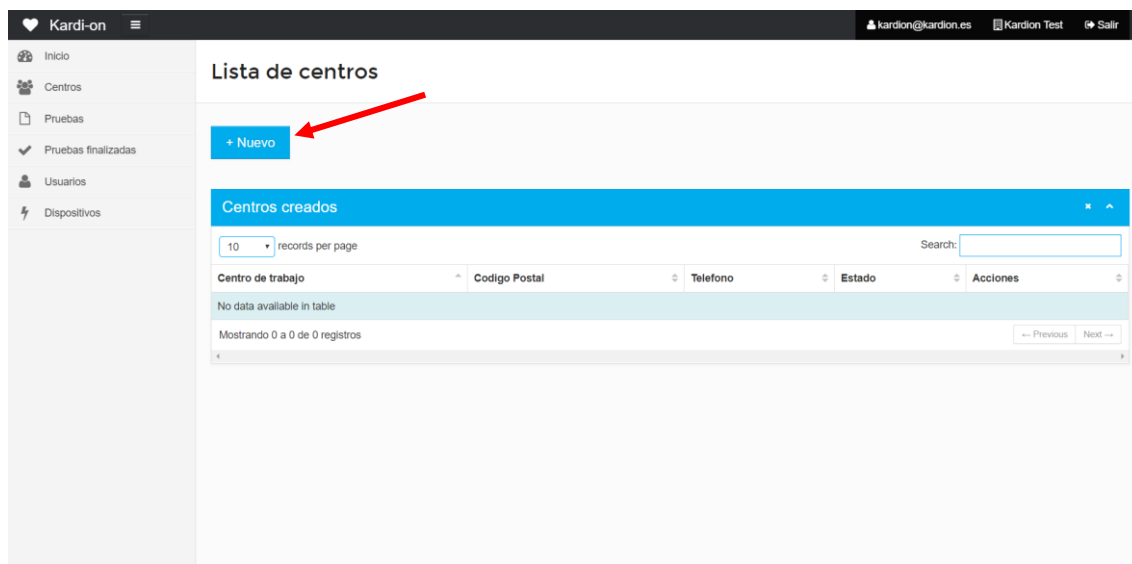 Kardi-on
kardion@kardion.es Kardion Test Salir
Inicio
Centros
Pruebas
Pruebas finalizadas
Usuarios
Dispositivos
Lista de centros
+ Nuevo
Centros creados
10 records per page Search:
Centro de trabajo Codigo Postal Telefono Estado Acciones
No data available in table
Mostrando 0 a 0 de 0 registros
← Previous Next →